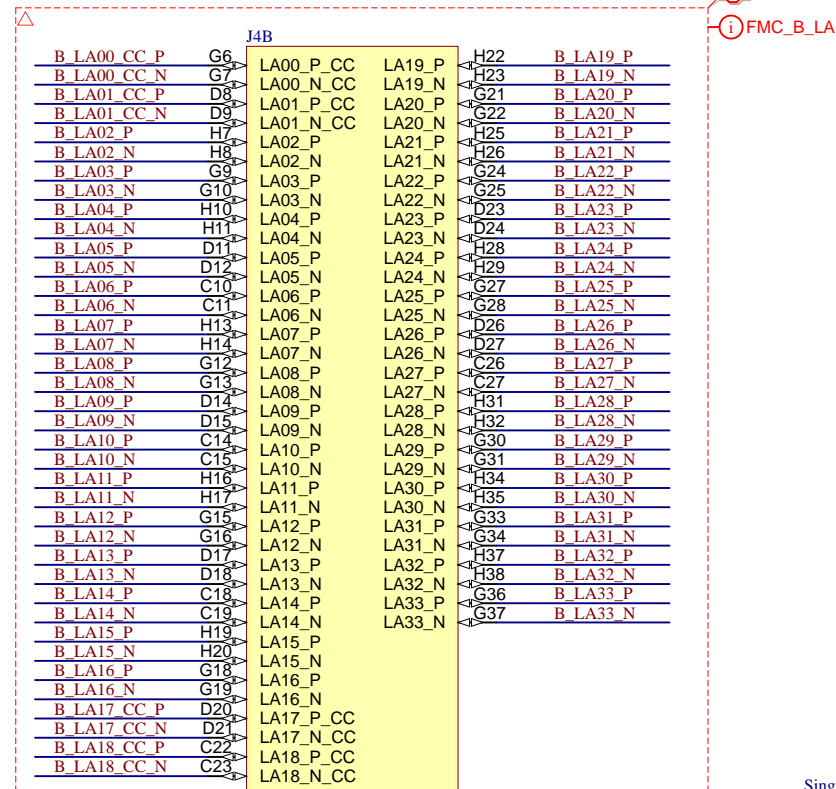 FMC_B_LA
J4B
B_LA00_CC_P G6 LA00_P_CC LA19_P H22 B_LA19_P
B_LA00_CC_N G7 LA00_N_CC LA19_N H23 B_LA19_N
B_LA01_CC_P D8 LA01_P_CC LA20_P G21 B_LA20_P
B_LA01_CC_N D9 LA01_N_CC LA20_N G22 B_LA20_N
B_LA02_P H7 LA02_P LA21_P H25 B_LA21_P
B_LA02_N H8 LA02_N LA21_N H26 B_LA21_N
B_LA03_P G9 LA03_P LA22_P G24 B_LA22_P
B_LA03_N G10 LA03_N LA22_N G25 B_LA22_N
B_LA04_P H10 LA04_P LA23_P D23 B_LA23_P
B_LA04_N H11 LA04_N LA23_N D24 B_LA23_N
B_LA05_P D11 LA05_P LA24_P H28 B_LA24_P
B_LA05_N D12 LA05_N LA24_N H29 B_LA24_N
B_LA06_P C10 LA06_P LA25_P G27 B_LA25_P
B_LA06_N C11 LA06_N LA25_N G28 B_LA25_N
B_LA07_P H13 LA07_P LA26_P D26 B_LA26_P
B_LA07_N H14 LA07_N LA26_N D27 B_LA26_N
B_LA08_P G12 LA08_P LA27_P C26 B_LA27_P
B_LA08_N G13 LA08_N LA27_N C27 B_LA27_N
B_LA09_P D14 LA09_P LA28_P H31 B_LA28_P
B_LA09_N D15 LA09_N LA28_N H32 B_LA28_N
B_LA10_P C14 LA10_P LA29_P G30 B_LA29_P
B_LA10_N C15 LA10_N LA29_N G31 B_LA29_N
B_LA11_P H16 LA11_P LA30_P H34 B_LA30_P
B_LA11_N H17 LA11_N LA30_N H35 B_LA30_N
B_LA12_P G15 LA12_P LA31_P G33 B_LA31_P
B_LA12_N G16 LA12_N LA31_N G34 B_LA31_N
B_LA13_P D17 LA13_P LA32_P H37 B_LA32_P
B_LA13_N D18 LA13_N LA32_N H38 B_LA32_N
B_LA14_P C18 LA14_P LA33_P G36 B_LA33_P
B_LA14_N C19 LA14_N LA33_N G37 B_LA33_N
B_LA15_P H19 LA15_P
B_LA15_N H20 LA15_N
B_LA16_P G18 LA16_P
B_LA16_N G19 LA16_N
B_LA17_CC_P D20 LA17_P_CC
B_LA17_CC_N D21 LA17_N_CC
B_LA18_CC_P C22 LA18_P_CC
B_LA18_CC_N C23 LA18_N_CC
Sing